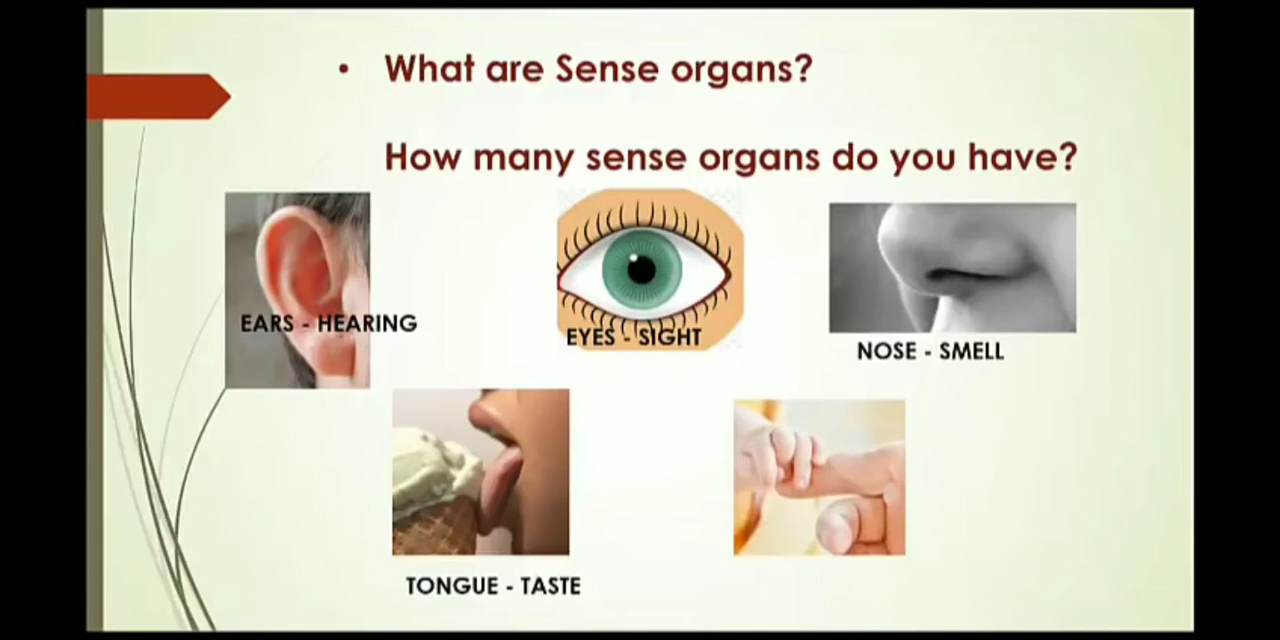 • What are Sense organs?
How many sense organs do you have?
EARS - HEARING
EYES - SIGHT
NOSE - SMELL
TONGUE - TASTE